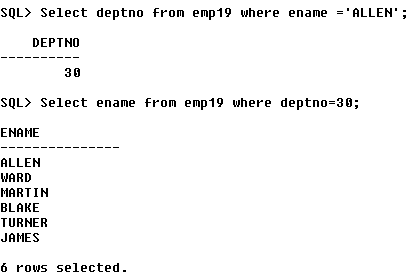 SQL> Select deptno from emp19 where ename ='ALLEN';
DEPTNO
----------
30
SQL> Select ename from emp19 where deptno=30;
ENAME
---------------
ALLEN
WARD
MARTIN
BLAKE
TURNER
JAMES
6 rows selected.